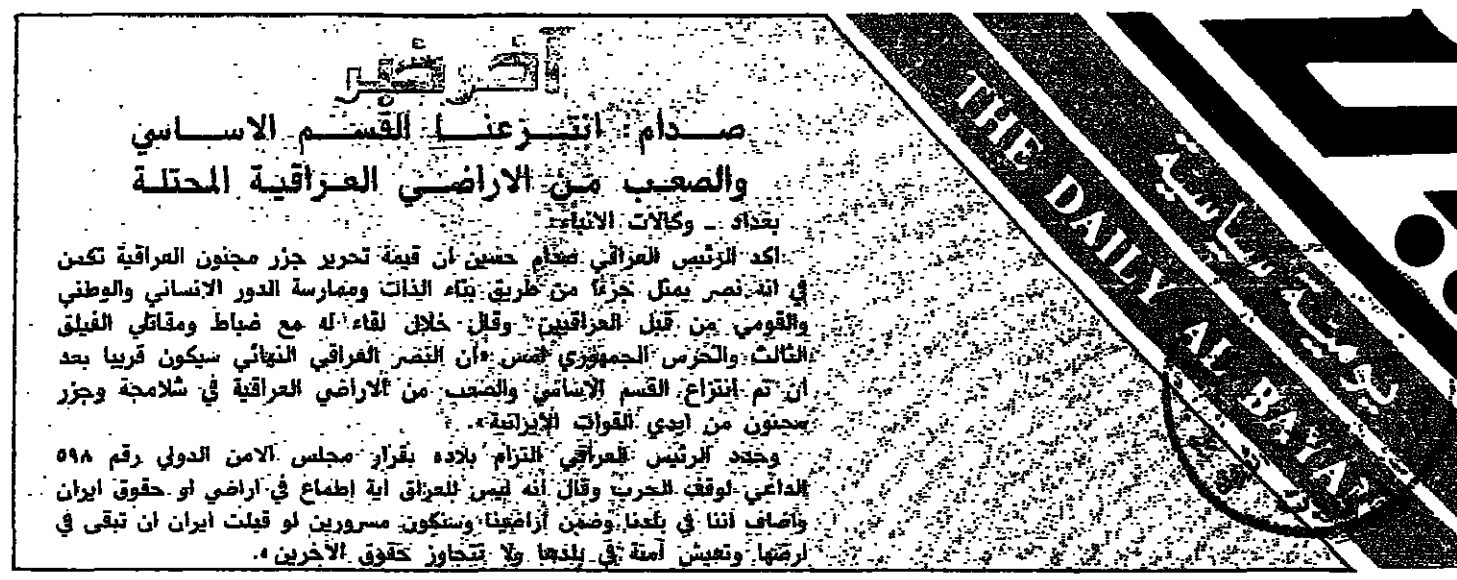 آخر خبر
صدام: انتزعنا القسم الاساسي
والصعب من الاراضي العراقية المحتلة
بغداد - وكالات الانباء:
اكد الرئيس العراقي صدام حسين ان قيمة تحرير جزر مجنون العراقية تكمن
في انه نصر يمثل جزءًا من طريق بناء الذات وممارسة الدور الانساني والوطني
والقومي من قبل العراقيين وقال خلال لقاء له مع ضباط ومقاتلي الفيلق
الثالث والحرس الجمهوري امس «ان النصر العراقي النهائي سيكون قريبا بعد
ان تم انتزاع القسم الاساسي والصعب من الاراضي العراقية في شلامجة وجزر
مجنون من ايدي القوات الايرانية».
وجدد الرئيس العراقي التزام بلاده بقرار مجلس الامن الدولي رقم ٥٩٨
الداعي لوقف الحرب وقال انه ليس للعراق اية اطماع في اراضي او حقوق ايران
واضاف اننا في بلدنا وضمن اراضينا وسنكون مسرورين لو قبلت ايران ان تبقى في
ارضها وتعيش آمنة في بلدها ولا تتجاوز حقوق الآخرين».
THE DAILY AL BAYAN
يومية سياسية